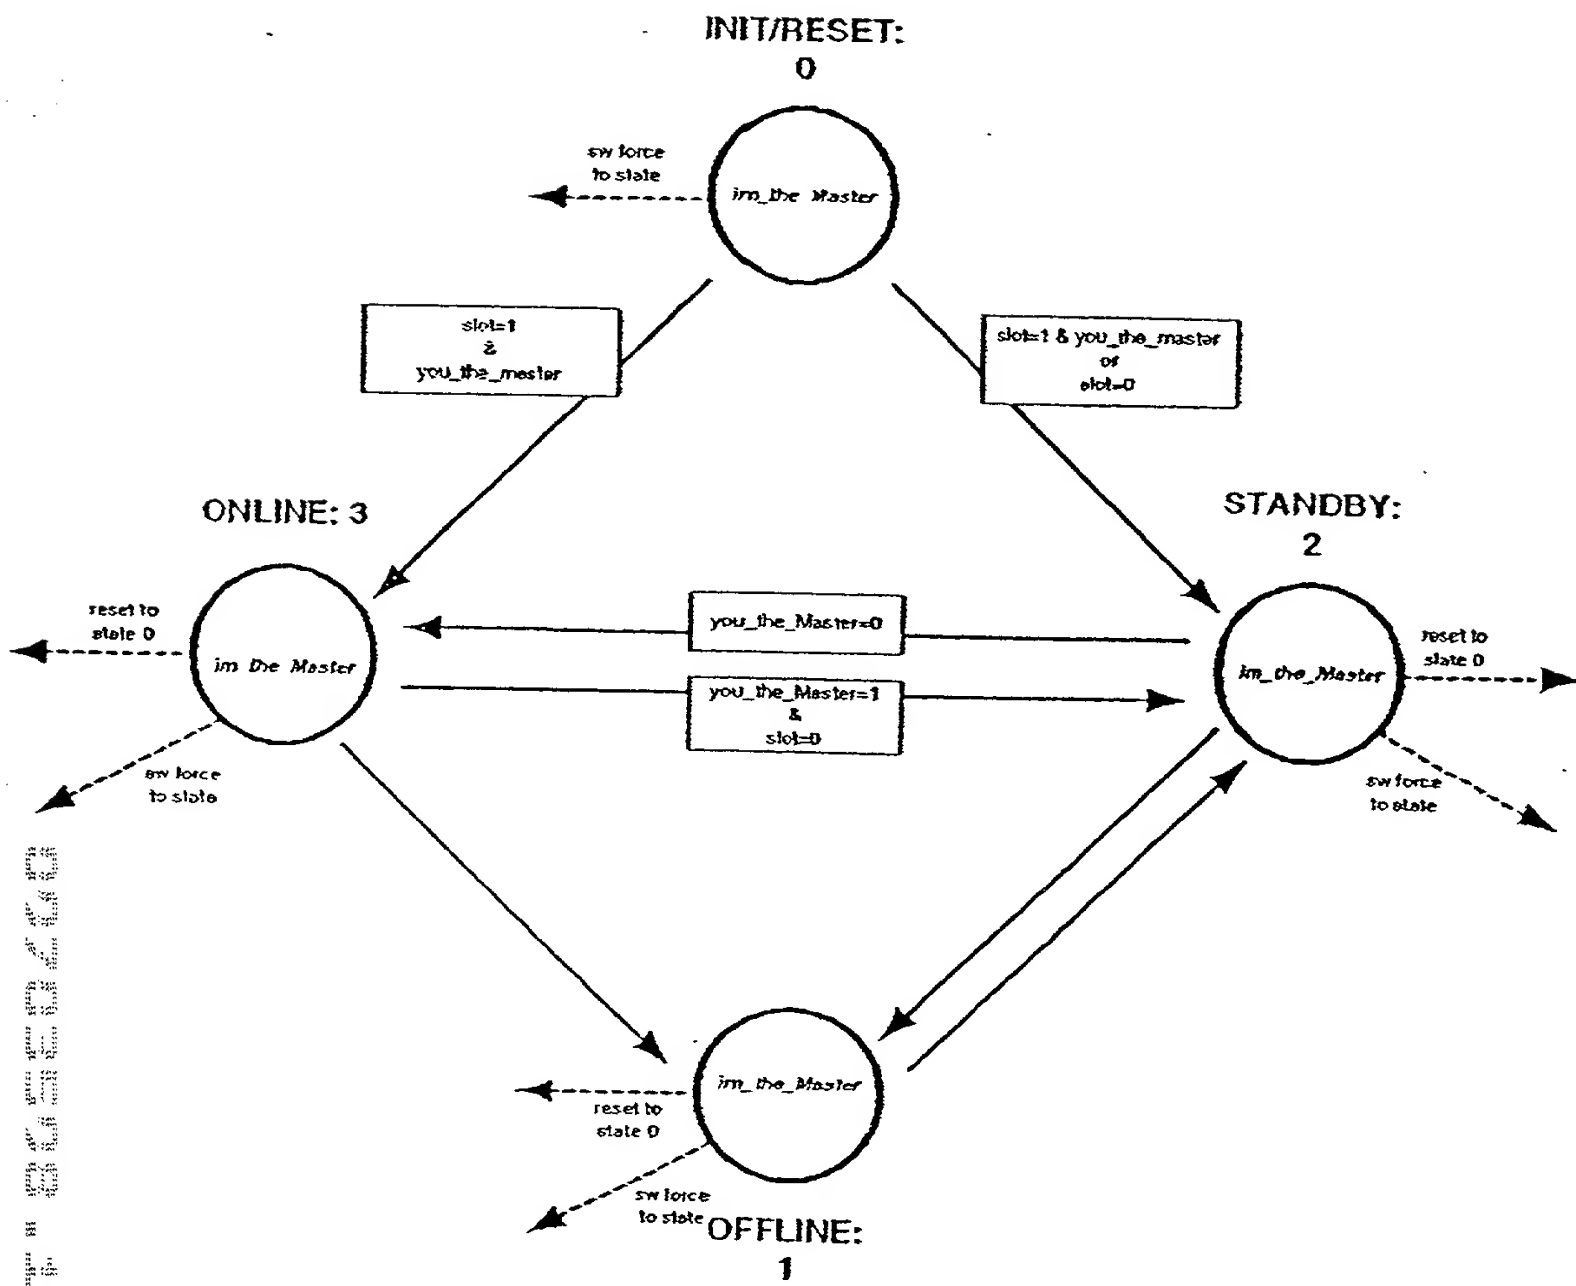 INIT/RESET:
0
sw force
to state
im_the Master
slot=1
&
you_the_master
slot=1 & you_the_master
or
slot=0
ONLINE: 3
STANDBY:
2
reset to
state 0
im the Master
you_the_Master=0
im_the_Master
reset to
state 0
you_the_Master=1
&
slot=0
sw force
to state
sw force
to state
im_the_Master
reset to
state 0
sw force
to state
OFFLINE:
1